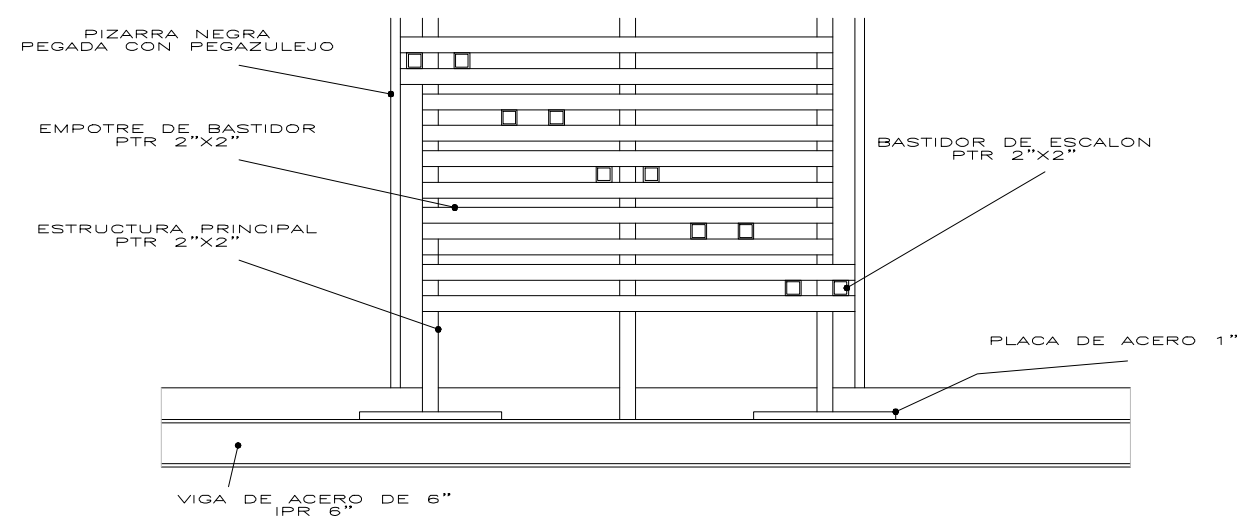 PIZARRA NEGRA
PEGADA CON PEGAZULEJO
EMPOTRE DE BASTIDOR
PTR 2"X2"
BASTIDOR DE ESCALON
PTR 2"X2"
ESTRUCTURA PRINCIPAL
PTR 2"X2"
PLACA DE ACERO 1"
VIGA DE ACERO DE 6"
IPR 6"